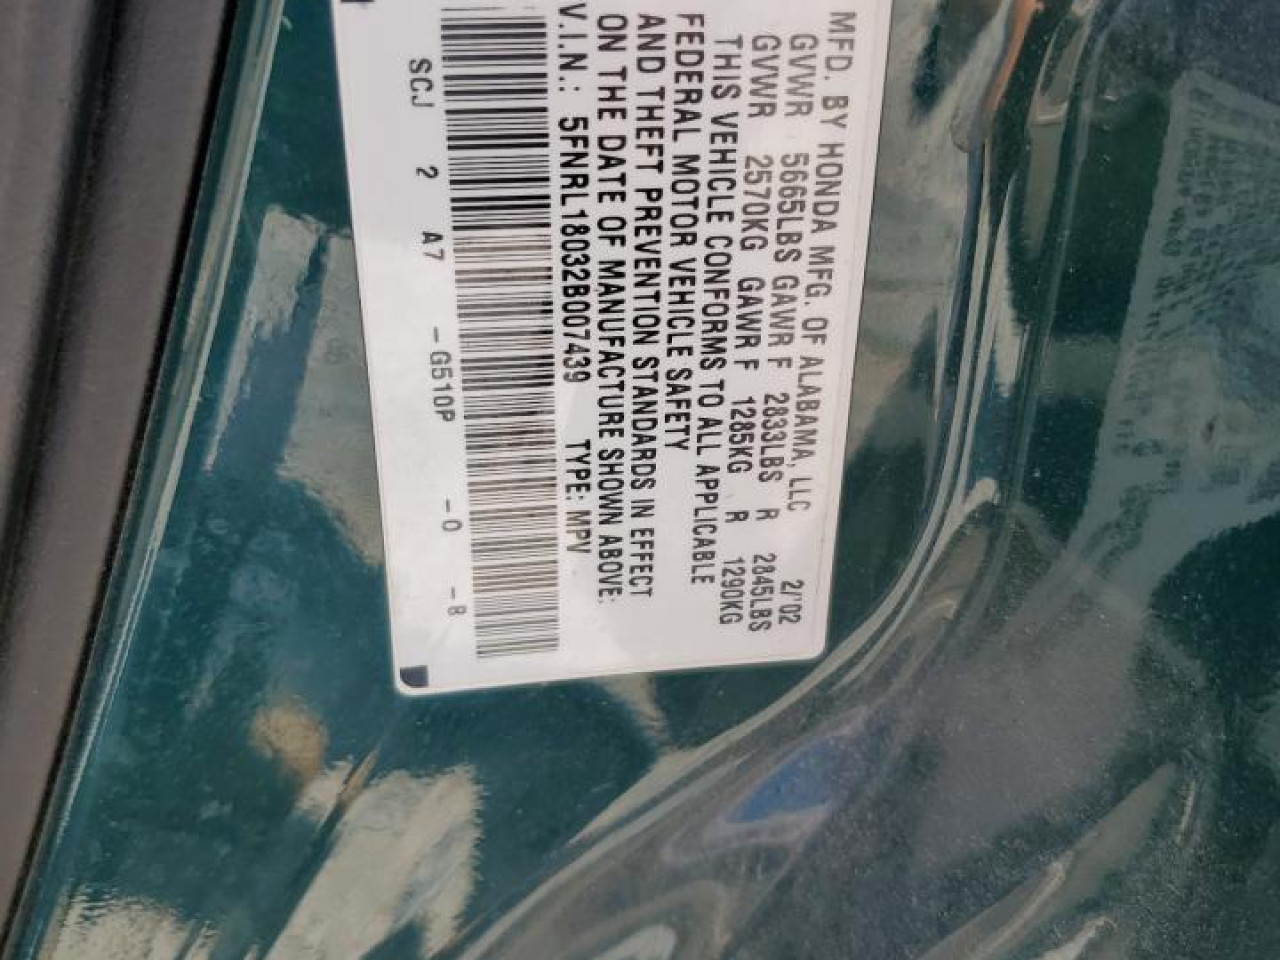 MFD. BY HONDA MFG. OF ALABAMA, LLC 2/'02
GVWR 5665LBS GAWR F 2833LBS R 2845LBS
GVWR 2570KG GAWR F 1285KG R 1290KG
THIS VEHICLE CONFORMS TO ALL APPLICABLE
FEDERAL MOTOR VEHICLE SAFETY
AND THEFT PREVENTION STANDARDS IN EFFECT
ON THE DATE OF MANUFACTURE SHOWN ABOVE:
V.I.N.: 5FNRL18032B007439 TYPE: MPV
SCJ 2 A7 -G510P -0 -8